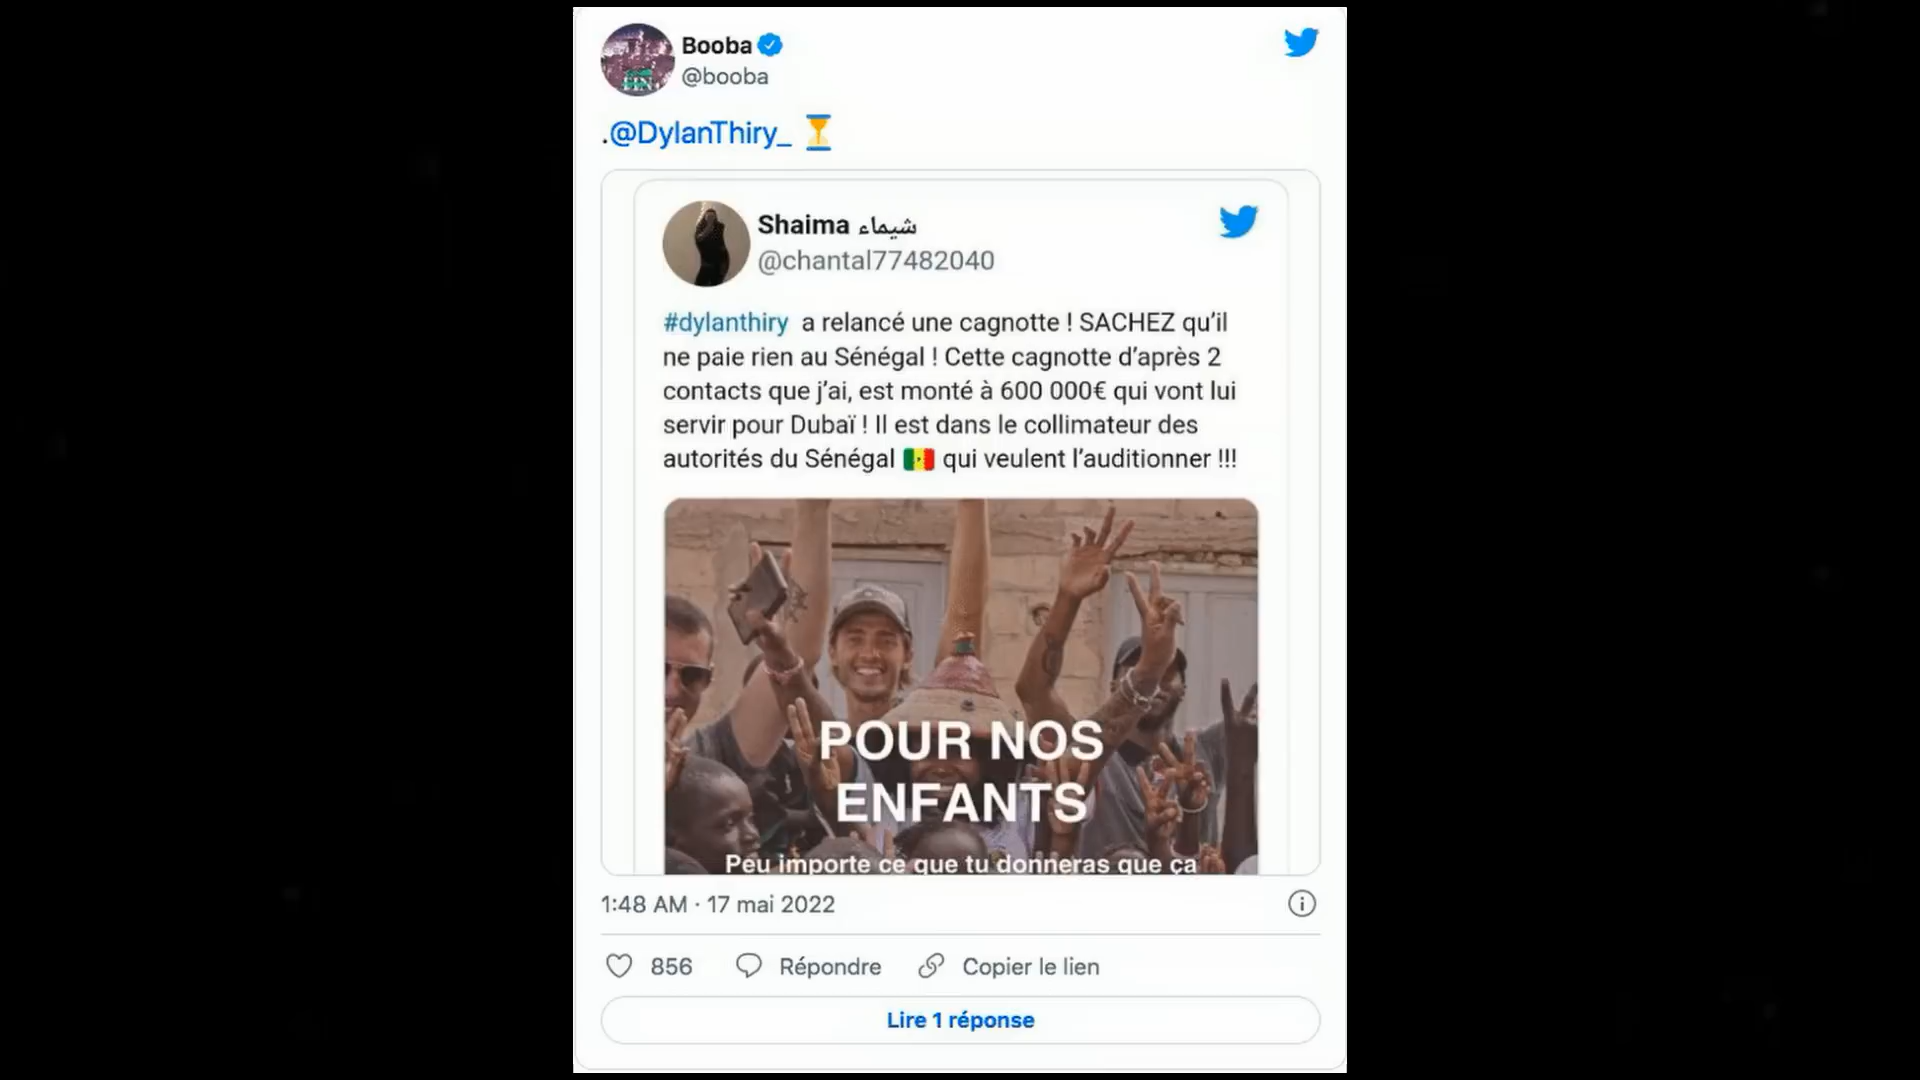 Booba
@booba
.@DylanThiry_ ⏳
Shaima شيماء
@chantal77482040
#dylanthiry a relancé une cagnotte ! SACHEZ qu'il
ne paie rien au Sénégal ! Cette cagnotte d'après 2
contacts que j'ai, est monté à 600 000€ qui vont lui
servir pour Dubaï ! Il est dans le collimateur des
autorités du Sénégal 🇸🇳 qui veulent l'auditionner !!!
POUR NOS
ENFANTS
Peu importe ce que tu donneras que ça
1:48 AM · 17 mai 2022
856 Répondre Copier le lien
Lire 1 réponse